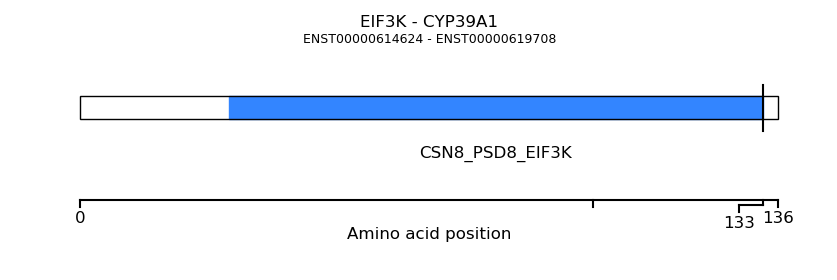 EIF3K - CYP39A1
ENST00000614624 - ENST00000619708
CSN8_PSD8_EIF3K
0
133
136
Amino acid position